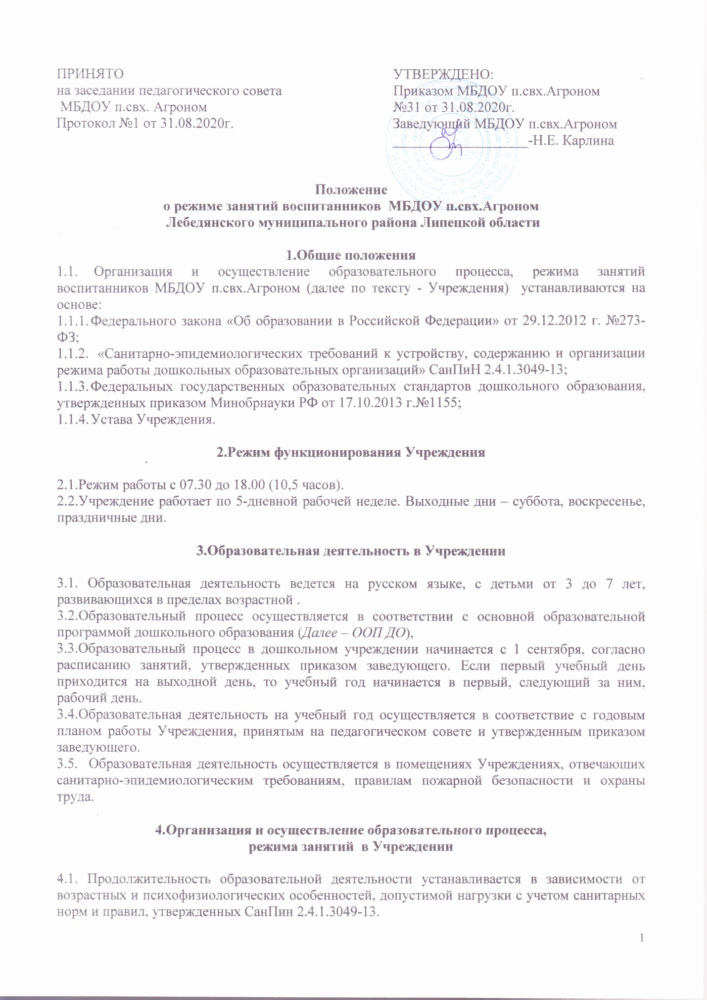 ПРИНЯТО
на заседании педагогического совета
МБДОУ п.свх. Агроном
Протокол №1 от 31.08.2020г.
УТВЕРЖДЕНО:
Приказом МБДОУ п.свх.Агроном
№31 от 31.08.2020г.
Заведующий МБДОУ п.свх.Агроном
___________________-Н.Е. Карлина
Положение
о режиме занятий воспитанников МБДОУ п.свх.Агроном
Лебедянского муниципального района Липецкой области
1.Общие положения
1.1. Организация и осуществление образовательного процесса, режима занятий
воспитанников МБДОУ п.свх.Агроном (далее по тексту - Учреждения) устанавливаются на
основе:
1.1.1.Федерального закона «Об образовании в Российской Федерации» от 29.12.2012 г. №273-
ФЗ;
1.1.2. «Санитарно-эпидемиологических требований к устройству, содержанию и организации
режима работы дошкольных образовательных организаций» СанПиН 2.4.1.3049-13;
1.1.3.Федеральных государственных образовательных стандартов дошкольного образования,
утвержденных приказом Минобрнауки РФ от 17.10.2013 г.№1155;
1.1.4.Устава Учреждения.
2.Режим функционирования Учреждения
2.1.Режим работы с 07.30 до 18.00 (10,5 часов).
2.2.Учреждение работает по 5-дневной рабочей неделе. Выходные дни – суббота, воскресенье,
праздничные дни.
3.Образовательная деятельность в Учреждении
3.1. Образовательная деятельность ведется на русском языке, с детьми от 3 до 7 лет,
развивающихся в пределах возрастной .
3.2.Образовательный процесс осуществляется в соответствии с основной образовательной
программой дошкольного образования (Далее – ООП ДО),
3.3.Образовательный процесс в дошкольном учреждении начинается с 1 сентября, согласно
расписанию занятий, утвержденных приказом заведующего. Если первый учебный день
приходится на выходной день, то учебный год начинается в первый, следующий за ним,
рабочий день.
3.4.Образовательная деятельность на учебный год осуществляется в соответствие с годовым
планом работы Учреждения, принятым на педагогическом совете и утвержденным приказом
заведующего.
3.5. Образовательная деятельность осуществляется в помещениях Учреждениях, отвечающих
санитарно-эпидемиологическим требованиям, правилам пожарной безопасности и охраны
труда.
4.Организация и осуществление образовательного процесса,
режима занятий в Учреждении
4.1. Продолжительность образовательной деятельности устанавливается в зависимости от
возрастных и психофизиологических особенностей, допустимой нагрузки с учетом санитарных
норм и правил, утвержденных СанПин 2.4.1.3049-13.
1